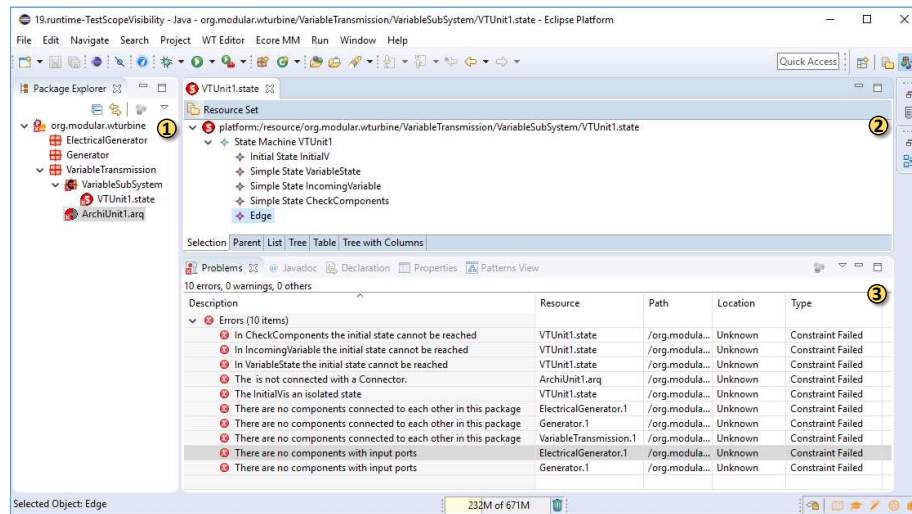 19.runtime-TestScopeVisibility - Java - org.modular.wturbine/VariableTransmission/VariableSubSystem/VTUnit1.state - Eclipse Platform
File Edit Navigate Search Project WT Editor Ecore MM Run Window Help
Quick Access
Package Explorer
1
org.modular.wturbine
ElectricalGenerator
Generator
VariableTransmission
VariableSubSystem
VTUnit1.state
ArchiUnit1.arq
VTUnit1.state
Resource Set
2
platform:/resource/org.modular.wturbine/VariableTransmission/VariableSubSystem/VTUnit1.state
State Machine VTUnit1
Initial State InitialV
Simple State VariableState
Simple State IncomingVariable
Simple State CheckComponents
Edge
Selection Parent List Tree Table Tree with Columns
Problems @ Javadoc Declaration Properties Patterns View
10 errors, 0 warnings, 0 others
3
Description Resource Path Location Type
Errors (10 items)
In CheckComponents the initial state cannot be reached VTUnit1.state /org.modula... Unknown Constraint Failed
In IncomingVariable the initial state cannot be reached VTUnit1.state /org.modula... Unknown Constraint Failed
In VariableState the initial state cannot be reached VTUnit1.state /org.modula... Unknown Constraint Failed
The is not connected with a Connector. ArchiUnit1.arq /org.modula... Unknown Constraint Failed
The InitialVis an isolated state VTUnit1.state /org.modula... Unknown Constraint Failed
There are no components connected to each other in this package ElectricalGenerator.1 /org.modula... Unknown Constraint Failed
There are no components connected to each other in this package Generator.1 /org.modula... Unknown Constraint Failed
There are no components connected to each other in this package VariableTransmission.1 /org.modula... Unknown Constraint Failed
There are no components with input ports ElectricalGenerator.1 /org.modula... Unknown Constraint Failed
There are no components with input ports Generator.1 /org.modula... Unknown Constraint Failed
Selected Object: Edge
232M of 671M